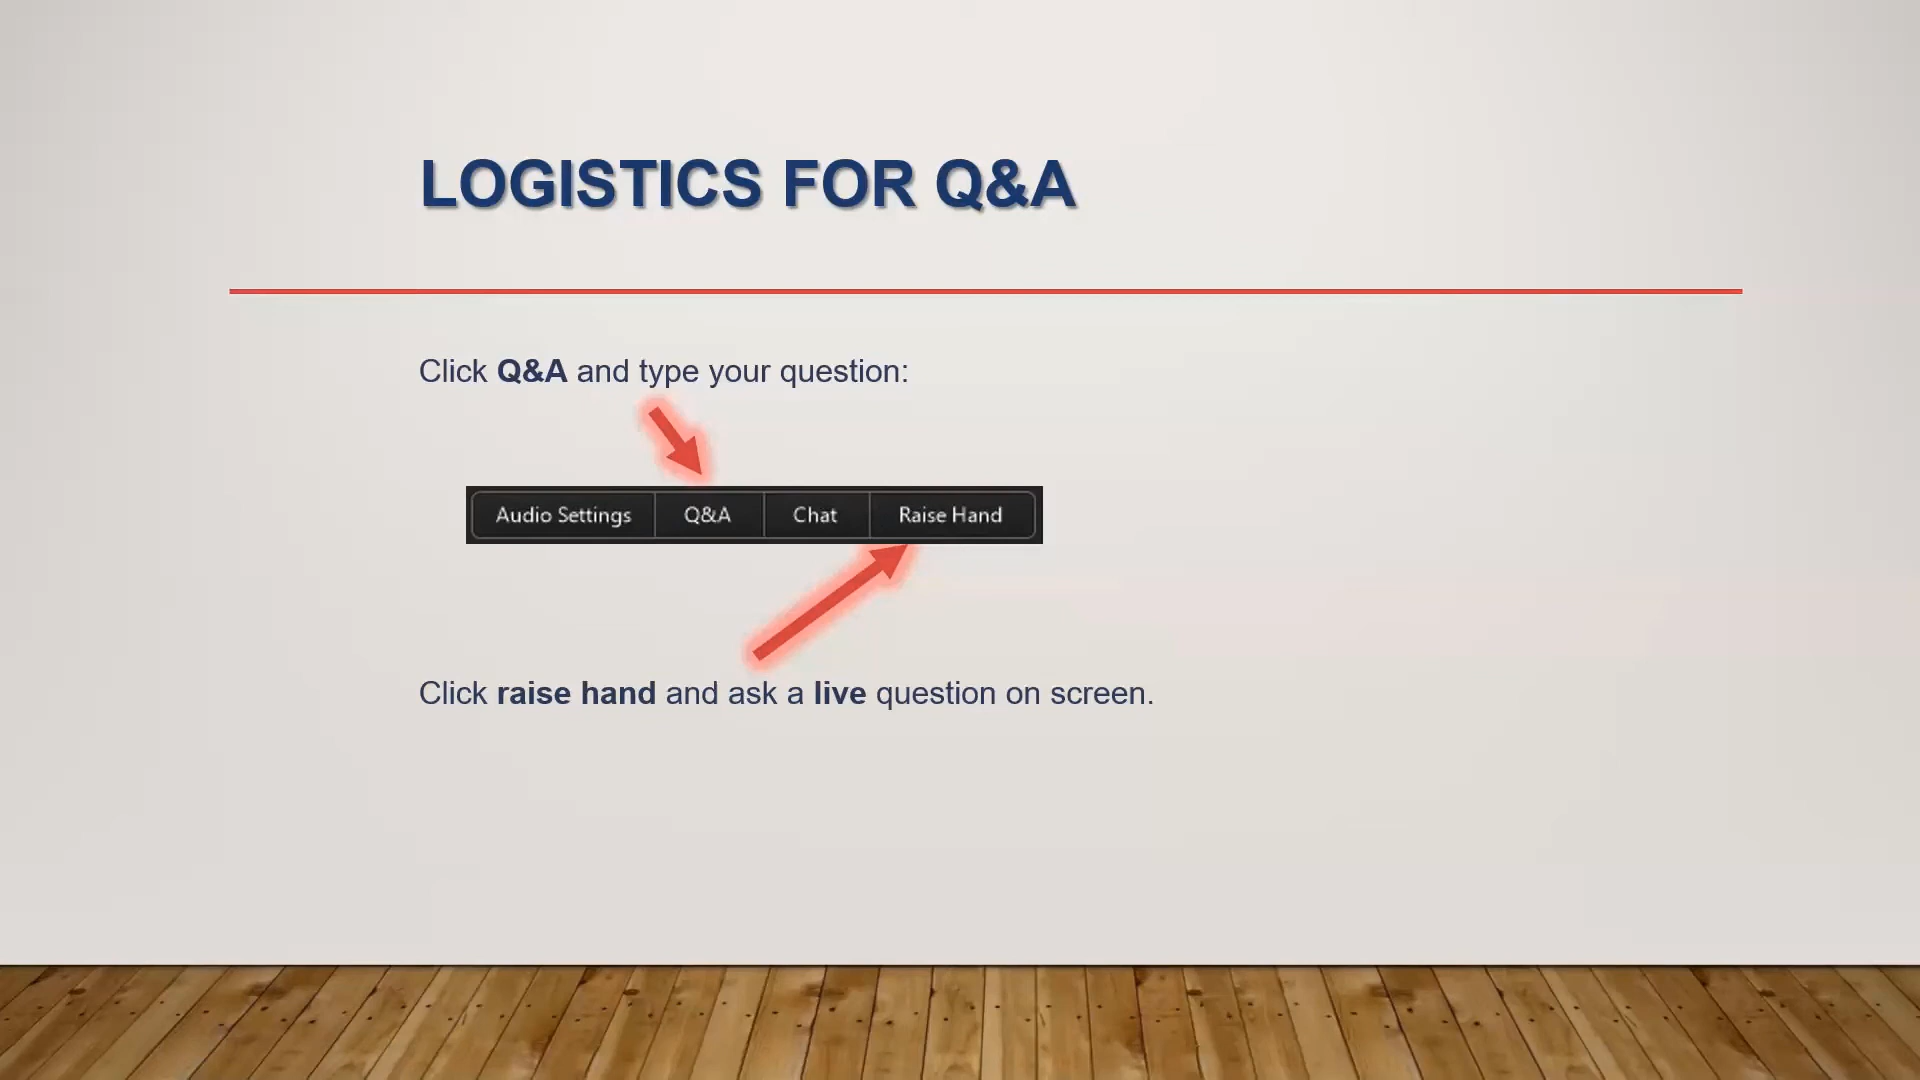 LOGISTICS FOR Q&A
Click Q&A and type your question:
Audio Settings Q&A Chat Raise Hand
Click raise hand and ask a live question on screen.